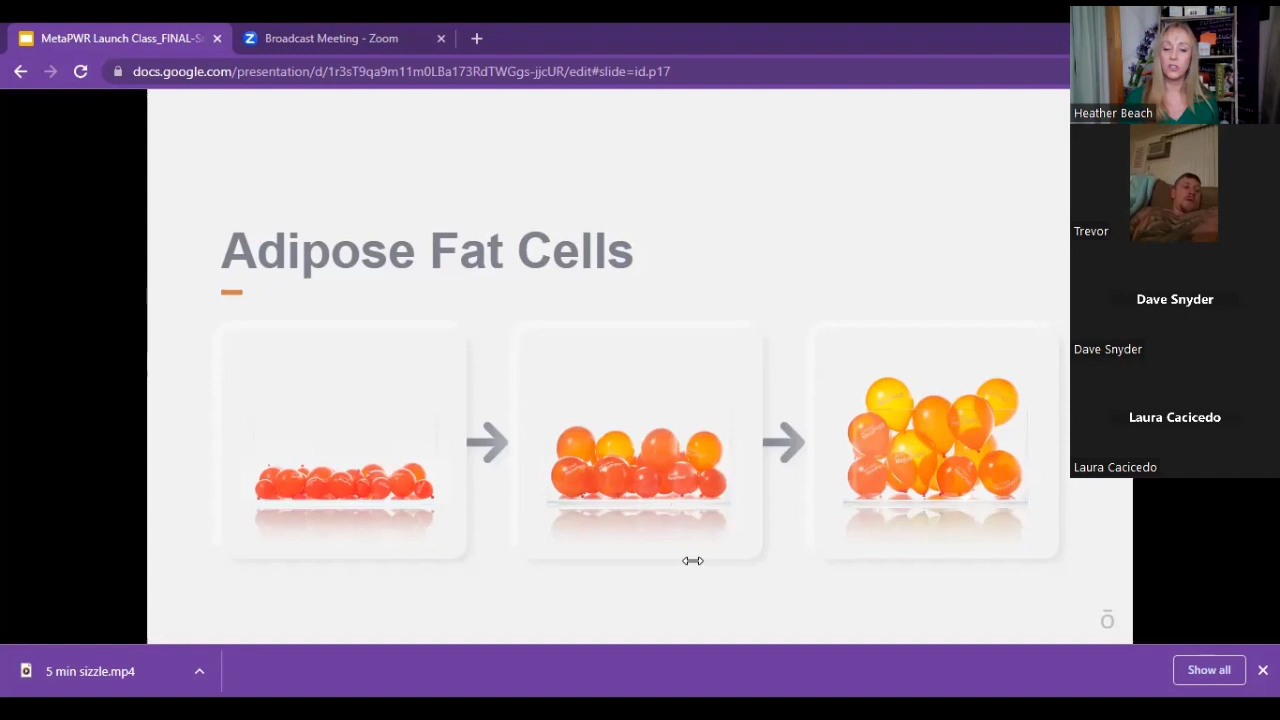 MetaPWR Launch Class_FINAL-S
Broadcast Meeting - Zoom
docs.google.com/presentation/d/1r3sT9qa9m11m0LBa173RdTWGgs-jjcUR/edit#slide=id.p17
Heather Beach
Trevor
Dave Snyder
Dave Snyder
Laura Cacicedo
Laura Cacicedo
Adipose Fat Cells
ō
5 min sizzle.mp4
Show all